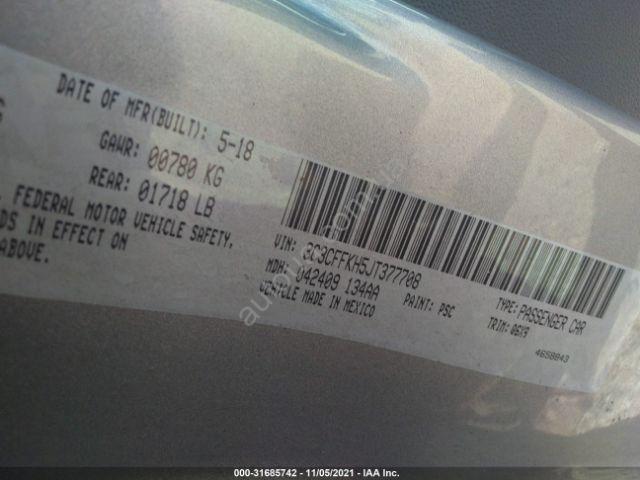 DATE OF MFR(BUILT): 5-18
GAWR: 00780 KG
REAR: 01718 LB
FEDERAL MOTOR VEHICLE SAFETY,
DS IN EFFECT ON
ABOVE.
VIN: 3C3CFFKH5JT377708
MDH: 042409 134AA
VEHICLE MADE IN MEXICO
PAINT: PSC
TYPE: PASSENGER CAR
TRIM: 06X9
4658843
000-31685742 - 11/05/2021 - IAA Inc.